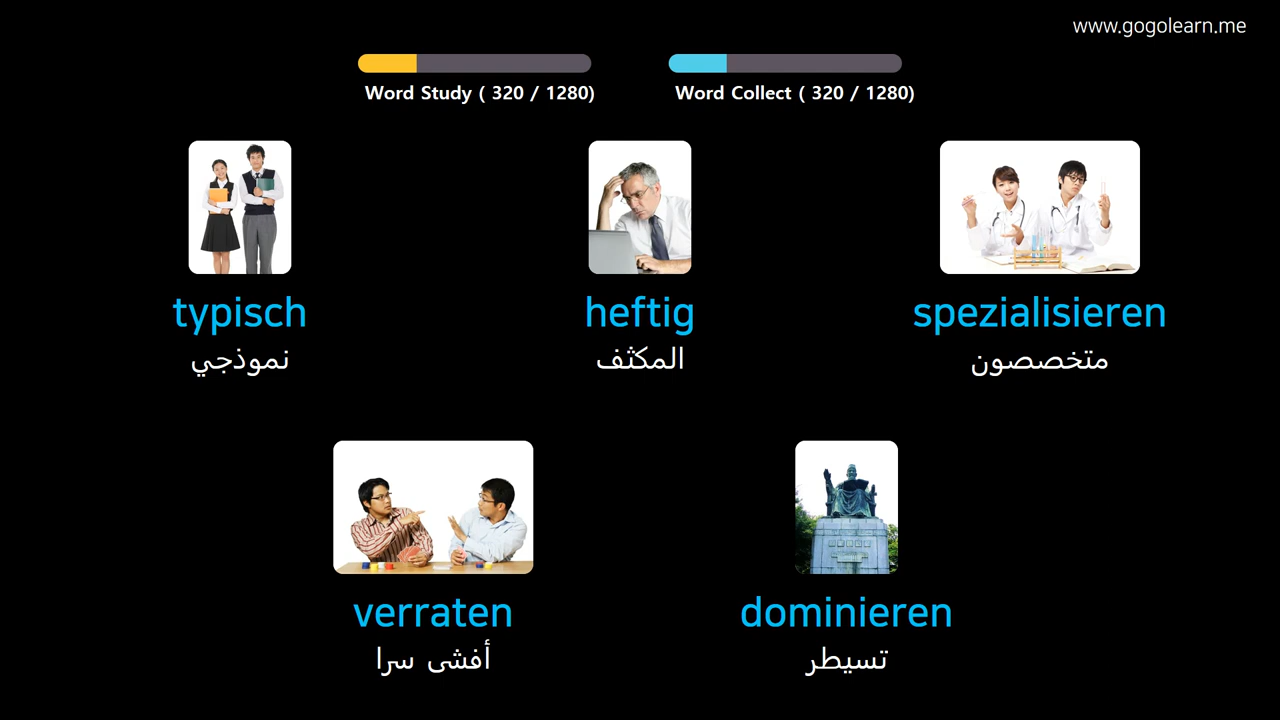 www.gogolearn.me
Word Study ( 320 / 1280)
Word Collect ( 320 / 1280)
typisch
نموذجي
heftig
المكثف
spezialisieren
متخصصون
verraten
أفشى سرا
dominieren
تسيطر